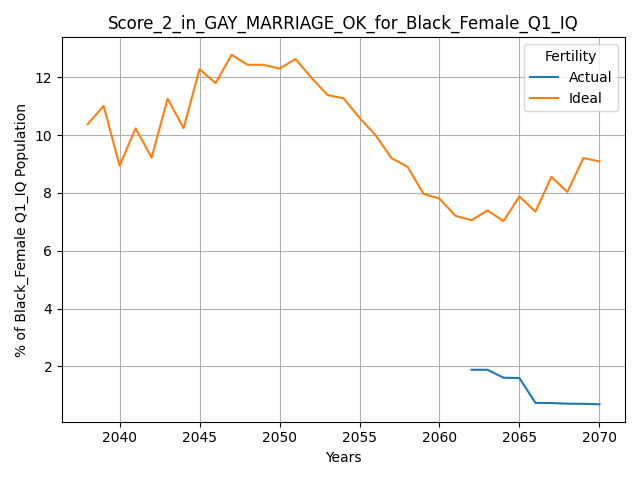 Score_2_in_GAY_MARRIAGE_OK_for_Black_Female_Q1_IQ
Fertility
Actual
Ideal
% of Black_Female Q1_IQ Population
12
10
8
6
4
2
2040 2045 2050 2055 2060 2065 2070
Years